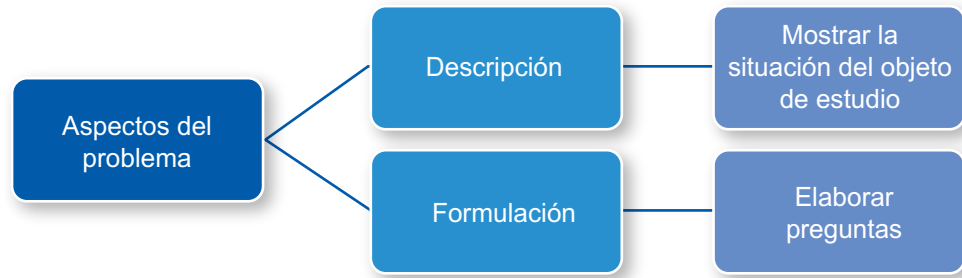 Aspectos del
problema
Descripción
Mostrar la
situación del objeto
de estudio
Formulación
Elaborar
preguntas